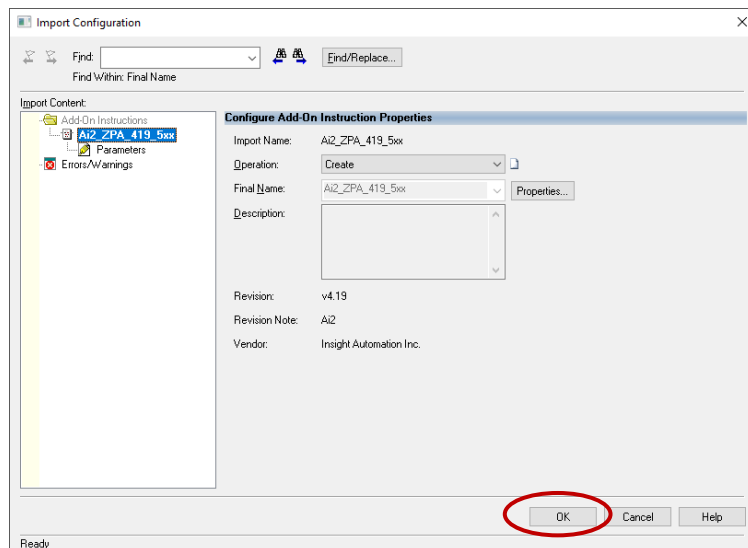 Import Configuration
Find:
Find/Replace...
Find Within: Final Name
Import Content:
Add-On Instructions
Ai2_ZPA_419_5xx
Parameters
Errors/Warnings
Configure Add-On Instruction Properties
Import Name: Ai2_ZPA_419_5xx
Operation: Create
Final Name: Ai2_ZPA_419_5xx Properties...
Description:
Revision: v4.19
Revision Note: Ai2
Vendor: Insight Automation Inc.
OK Cancel Help
Ready